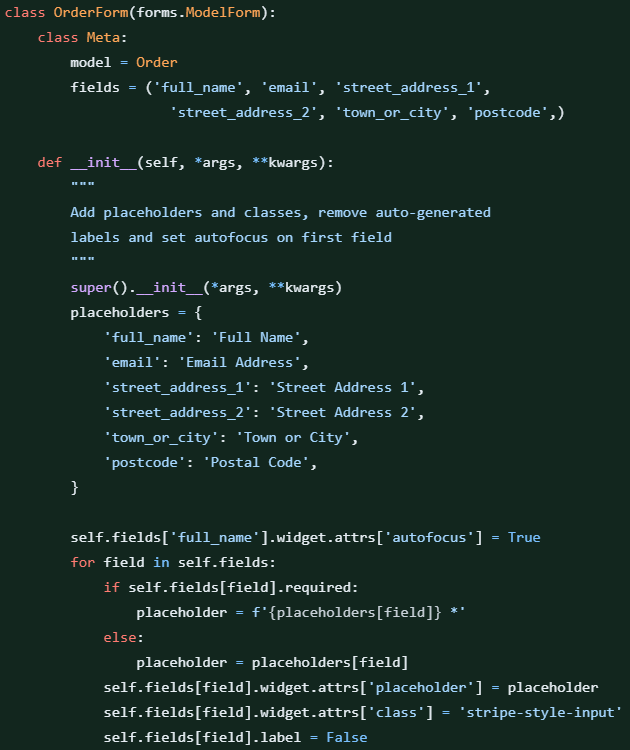 class OrderForm(forms.ModelForm):
    class Meta:
        model = Order
        fields = ('full_name', 'email', 'street_address_1',
                    'street_address_2', 'town_or_city', 'postcode',)

    def __init__(self, *args, **kwargs):
        """
        Add placeholders and classes, remove auto-generated
        labels and set autofocus on first field
        """
        super().__init__(*args, **kwargs)
        placeholders = {
            'full_name': 'Full Name',
            'email': 'Email Address',
            'street_address_1': 'Street Address 1',
            'street_address_2': 'Street Address 2',
            'town_or_city': 'Town or City',
            'postcode': 'Postal Code',
        }

        self.fields['full_name'].widget.attrs['autofocus'] = True
        for field in self.fields:
            if self.fields[field].required:
                placeholder = f'{placeholders[field]} *'
            else:
                placeholder = placeholders[field]
            self.fields[field].widget.attrs['placeholder'] = placeholder
            self.fields[field].widget.attrs['class'] = 'stripe-style-input'
            self.fields[field].label = False